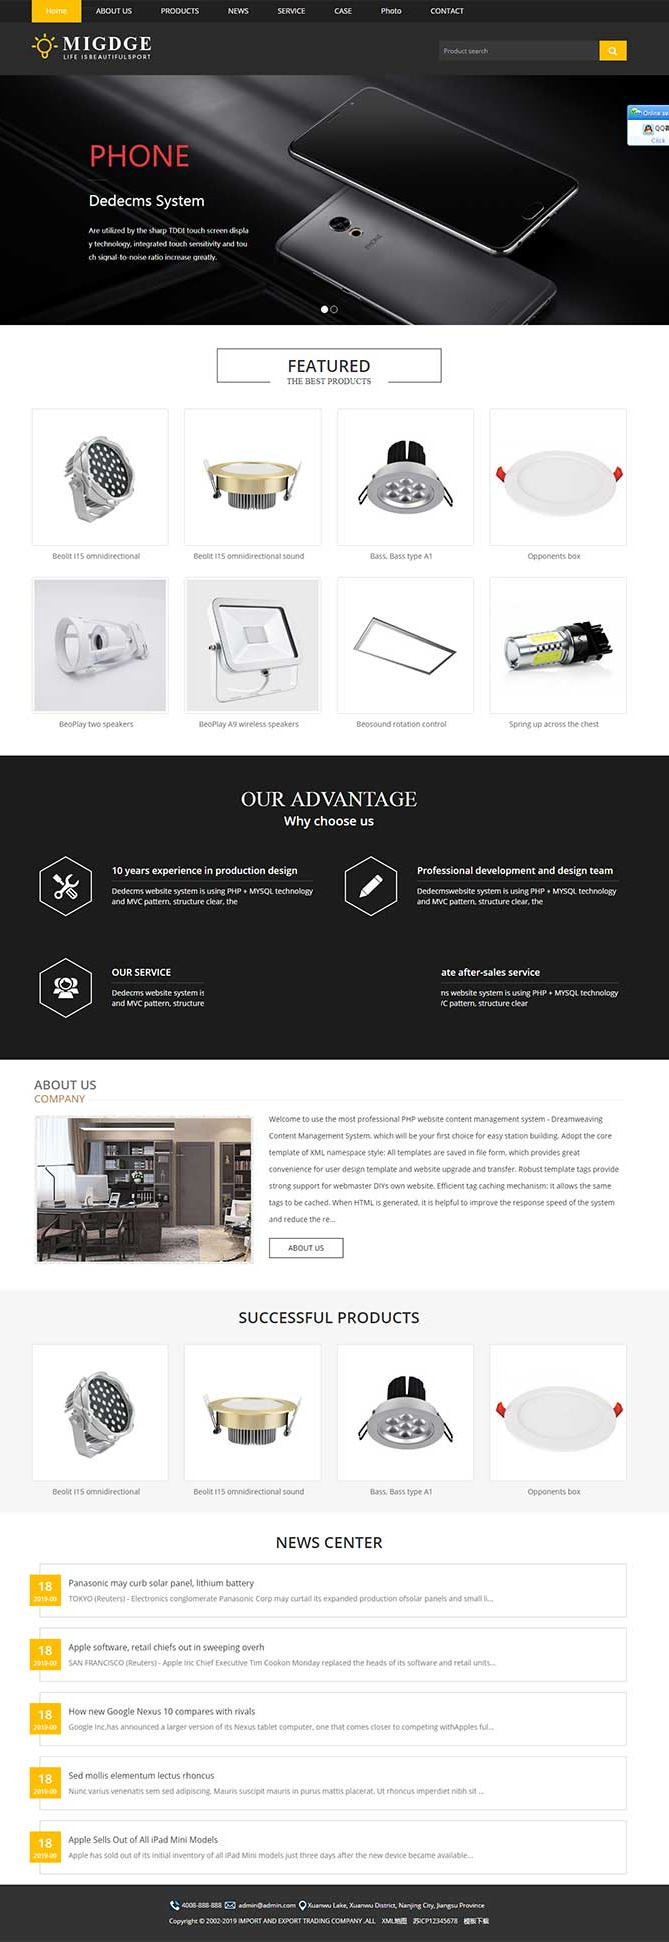 Home ABOUT US PRODUCTS NEWS SERVICE CASE Photo CONTACT
MIGDGE
LIFE ISBEAUTIFULSPORT
Product search
Online se
QQ
Click
PHONE
Dedecms System
Are utilized by the sharp TDDI touch screen displa
y technology, integrated touch sensitivity and tou
ch signal-to-noise ratio increase greatly.
PHONE
FEATURED
THE BEST PRODUCTS
Beolit I15 omnidirectional
Beolit I15 omnidirectional sound
Bass, Bass type A1
Opponents box
BeoPlay two speakers
BeoPlay A9 wireless speakers
Beosound rotation control
Spring up across the chest
OUR ADVANTAGE
Why choose us
10 years experience in production design
Dedecms website system is using PHP + MYSQL technology
and MVC pattern, structure clear, the
Professional development and design team
Dedecmswebsite system is using PHP + MYSQL technology
and MVC pattern, structure clear, the
OUR SERVICE
Dedecms website system is
and MVC pattern, structure
ate after-sales service
ms website system is using PHP + MYSQL technology
/C pattern, structure clear
ABOUT US
COMPANY
Welcome to use the most professional PHP website content management system - Dreamweaving
Content Management System, which will be your first choice for easy station building. Adopt the core
template of XML namespace style: All templates are saved in file form, which provides great
convenience for user design template and website upgrade and transfer. Robust template tags provide
strong support for webmaster DIYs own website. Efficient tag caching mechanism: It allows the same
tags to be cached. When HTML is generated, it is helpful to improve the response speed of the system
and reduce the re...
ABOUT US
SUCCESSFUL PRODUCTS
Beolit I15 omnidirectional
Beolit I15 omnidirectional sound
Bass, Bass type A1
Opponents box
NEWS CENTER
18
2019-09
Panasonic may curb solar panel, lithium battery
TOKYO (Reuters) - Electronics conglomerate Panasonic Corp may curtail its expanded production ofsolar panels and small li...
18
2019-09
Apple software, retail chiefs out in sweeping overh
SAN FRANCISCO (Reuters) - Apple Inc Chief Executive Tim Cookon Monday replaced the heads of its software and retail units...
18
2019-09
How new Google Nexus 10 compares with rivals
Google Inc.has announced a larger version of its Nexus tablet computer, one that comes closer to competing withApples ful...
18
2019-09
Sed mollis elementum lectus rhoncus
Nunc varius venenatis sem sed adipiscing. Mauris suscipit mauris in purus mattis placerat. Ut rhoncus imperdiet nibh sit ...
18
2019-09
Apple Sells Out of All iPad Mini Models
Apple has sold out of its initial inventory of all iPad Mini models just three days after the new device became available...
4008-888-888 admin@admin.com Xuanwu Lake, Xuanwu District, Nanjing City, Jiangsu Province
Copyright © 2002-2019 IMPORT AND EXPORT TRADING COMPANY .ALL XML地图 苏ICP12345678 模板下载